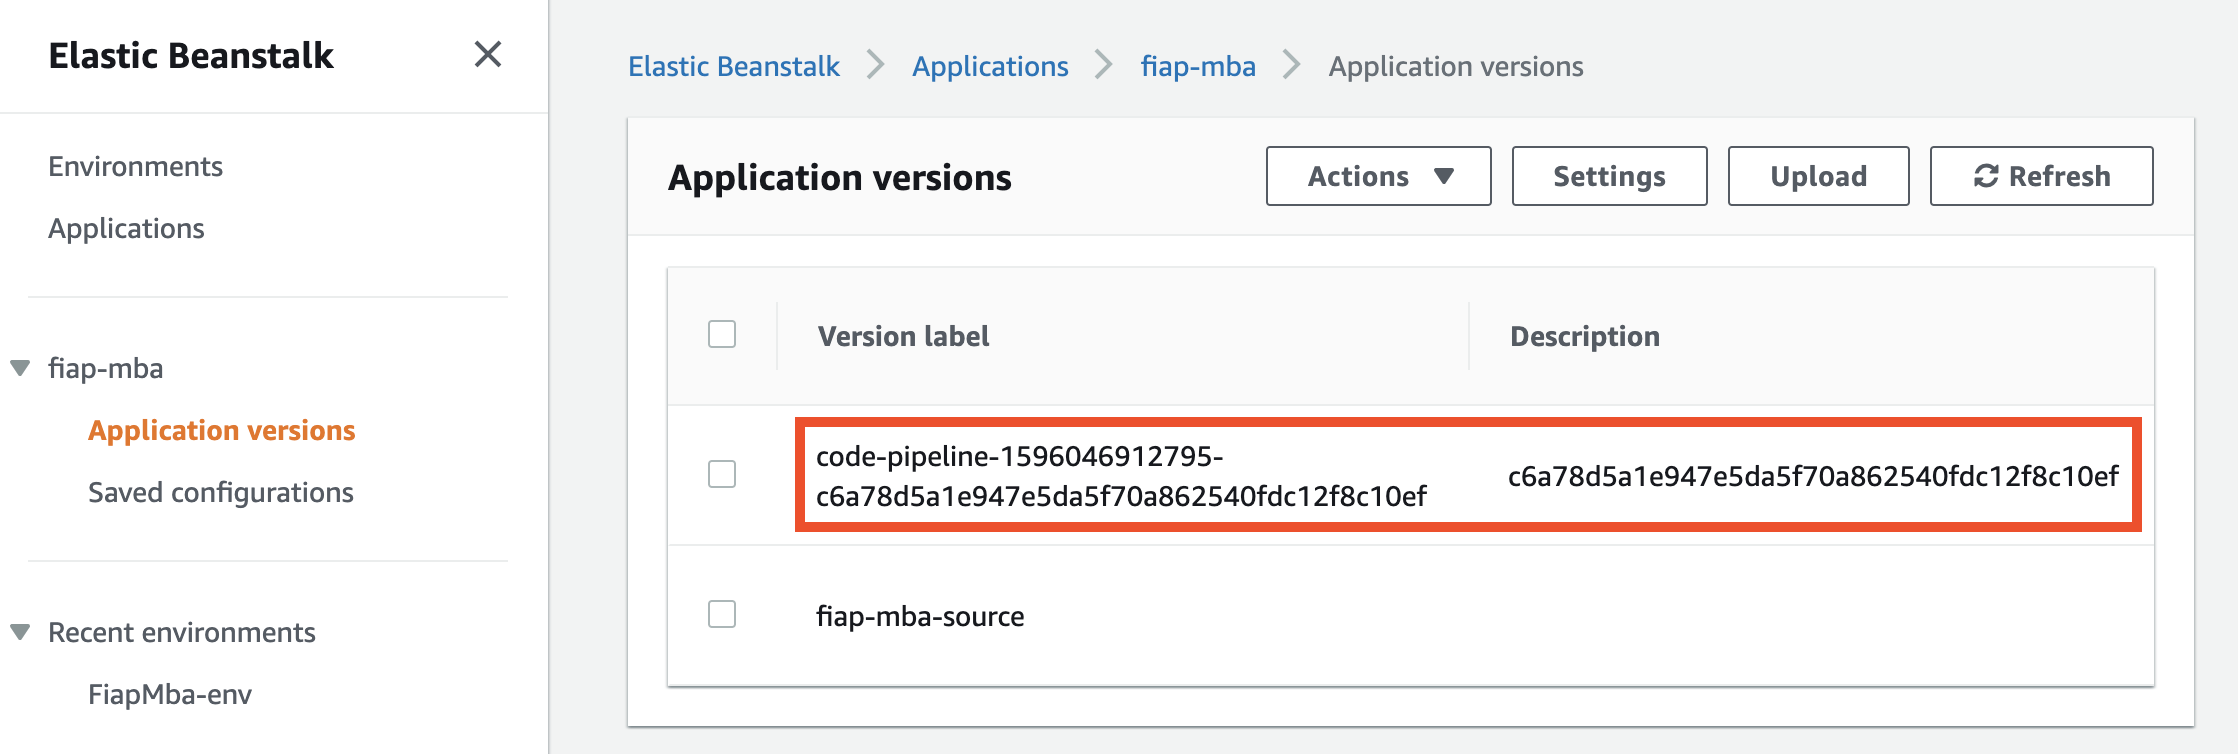 Elastic Beanstalk
Environments
Applications
fiap-mba
Application versions
Saved configurations
Recent environments
FiapMba-env
Elastic Beanstalk Applications fiap-mba Application versions
Application versions
Actions Settings Upload Refresh
Version label Description
code-pipeline-1596046912795-
c6a78d5a1e947e5da5f70a862540fdc12f8c10ef
c6a78d5a1e947e5da5f70a862540fdc12f8c10ef
fiap-mba-source